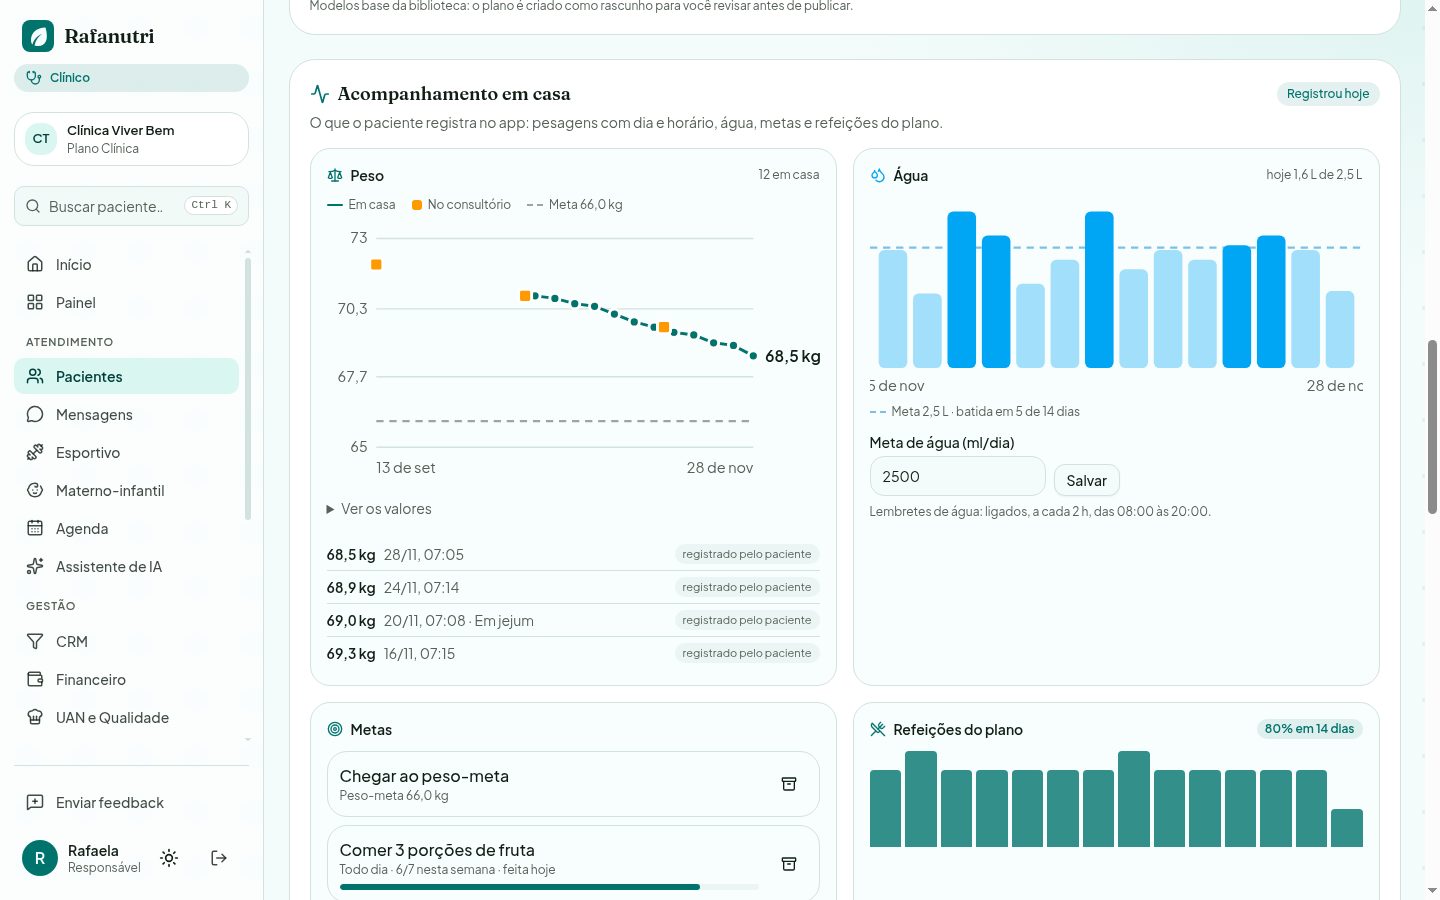 Rafanutri
Clínico
CT
Clínica Viver Bem
Plano Clínica
Buscar paciente..
Ctrl K
Início
Painel
ATENDIMENTO
Pacientes
Mensagens
Esportivo
Materno-infantil
Agenda
Assistente de IA
GESTÃO
CRM
Financeiro
UAN e Qualidade
Enviar feedback
R
Rafaela
Responsável
Modelos base da biblioteca: o plano é criado como rascunho para você revisar antes de publicar.
Acompanhamento em casa
Registrou hoje
O que o paciente registra no app: pesagens com dia e horário, água, metas e refeições do plano.
Peso
12 em casa
Em casa
No consultório
Meta 66,0 kg
73
70,3
67,7
65
68,5 kg
13 de set
28 de nov
Ver os valores
68,5 kg 28/11, 07:05 registrado pelo paciente
68,9 kg 24/11, 07:14 registrado pelo paciente
69,0 kg 20/11, 07:08 · Em jejum registrado pelo paciente
69,3 kg 16/11, 07:15 registrado pelo paciente
Água
hoje 1,6 L de 2,5 L
5 de nov
28 de no
Meta 2,5 L · batida em 5 de 14 dias
Meta de água (ml/dia)
2500
Salvar
Lembretes de água: ligados, a cada 2 h, das 08:00 às 20:00.
Metas
Chegar ao peso-meta
Peso-meta 66,0 kg
Comer 3 porções de fruta
Todo dia · 6/7 nesta semana · feita hoje
Refeições do plano
80% em 14 dias